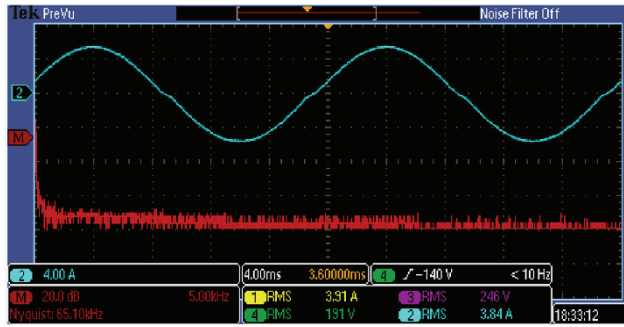 Tek PreVu Noise Filter Off
2
M
2 4.00 A 4.00ms 3.60000ms 4 -140 V < 10 Hz
M 20.0 dB 5.00kHz 1 RMS 3.91 A 3 RMS 246 V
Nyquist: 65.10kHz 4 RMS 191 V 2 RMS 3.84 A 18:33:12